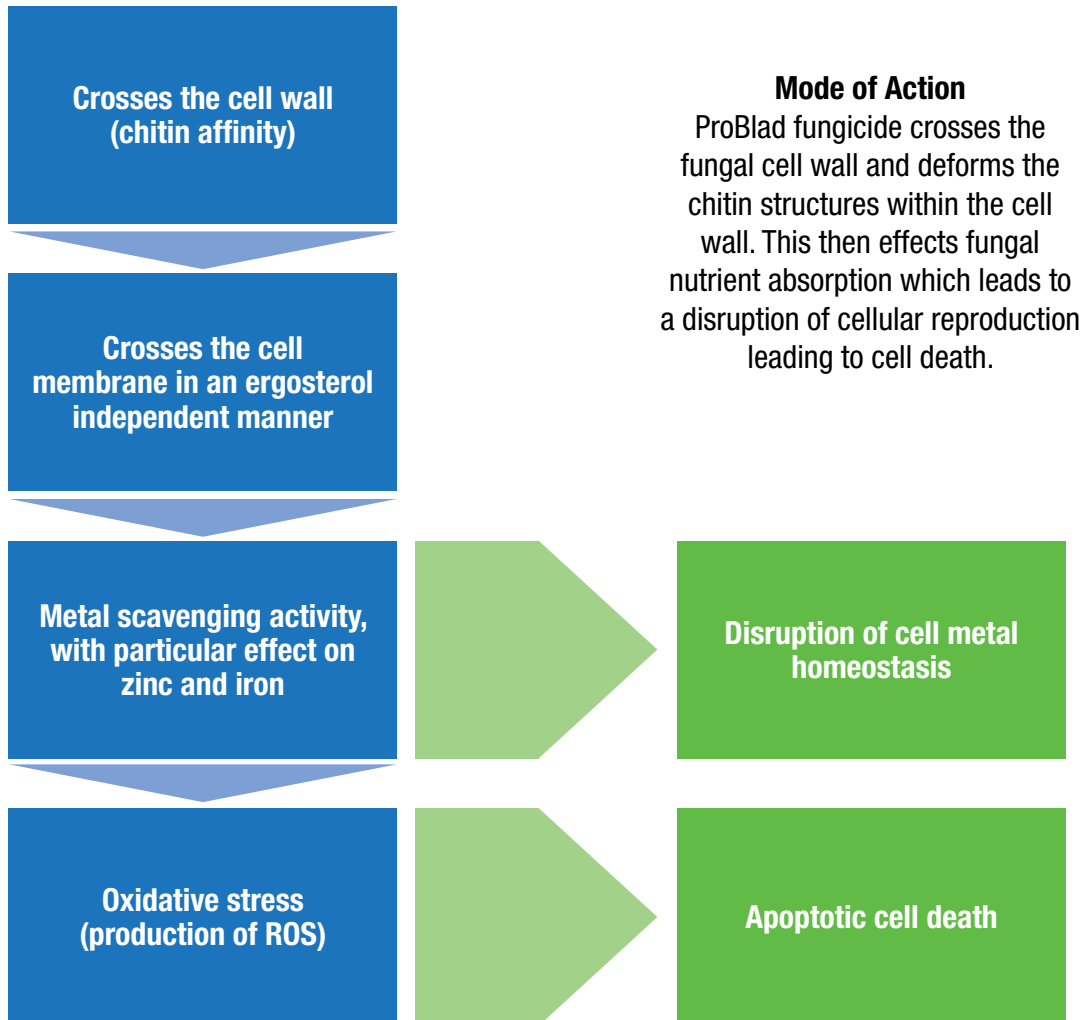 Crosses the cell wall
(chitin affinity)
Mode of Action
ProBlad fungicide crosses the
fungal cell wall and deforms the
chitin structures within the cell
wall. This then effects fungal
nutrient absorption which leads to
a disruption of cellular reproduction
leading to cell death.
Crosses the cell
membrane in an ergosterol
independent manner
Metal scavenging activity,
with particular effect on
zinc and iron
Disruption of cell metal
homeostasis
Oxidative stress
(production of ROS)
Apoptotic cell death